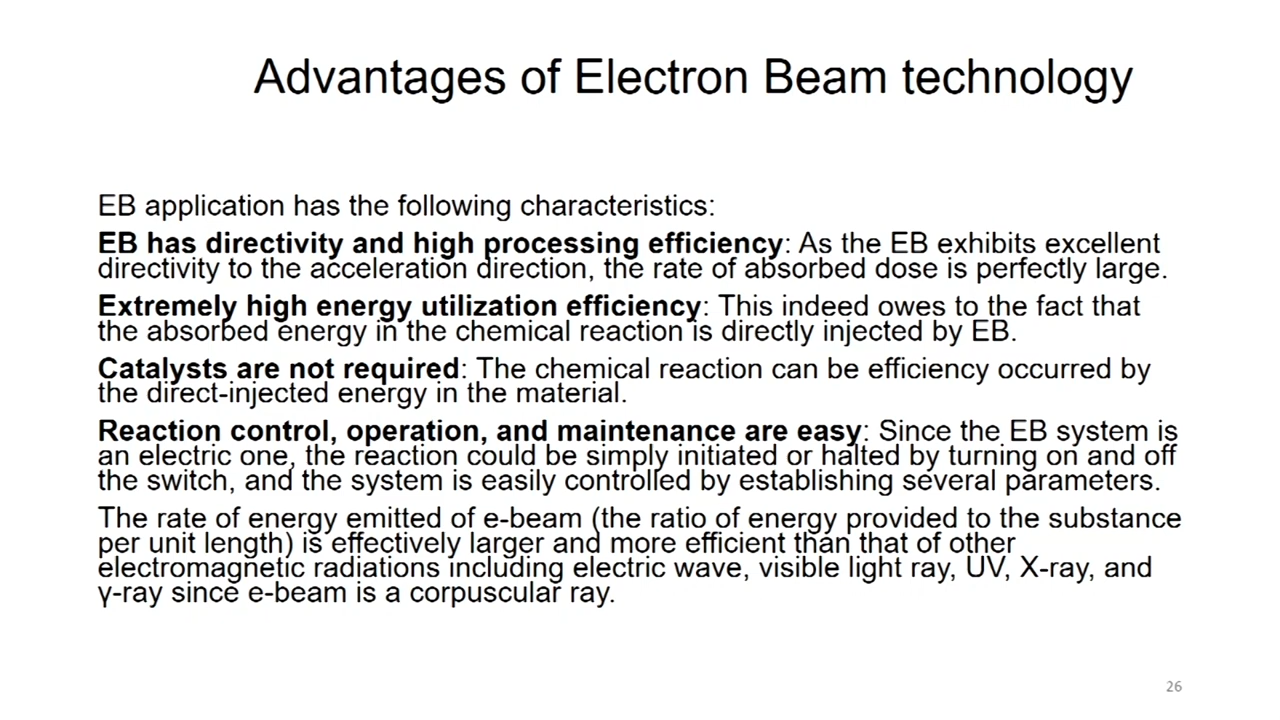 Advantages of Electron Beam technology
EB application has the following characteristics:
EB has directivity and high processing efficiency: As the EB exhibits excellent
directivity to the acceleration direction, the rate of absorbed dose is perfectly large.
Extremely high energy utilization efficiency: This indeed owes to the fact that
the absorbed energy in the chemical reaction is directly injected by EB.
Catalysts are not required: The chemical reaction can be efficiency occurred by
the direct-injected energy in the material.
Reaction control, operation, and maintenance are easy: Since the EB system is
an electric one, the reaction could be simply initiated or halted by turning on and off
the switch, and the system is easily controlled by establishing several parameters.
The rate of energy emitted of e-beam (the ratio of energy provided to the substance
per unit length) is effectively larger and more efficient than that of other
electromagnetic radiations including electric wave, visible light ray, UV, X-ray, and
γ-ray since e-beam is a corpuscular ray.
26